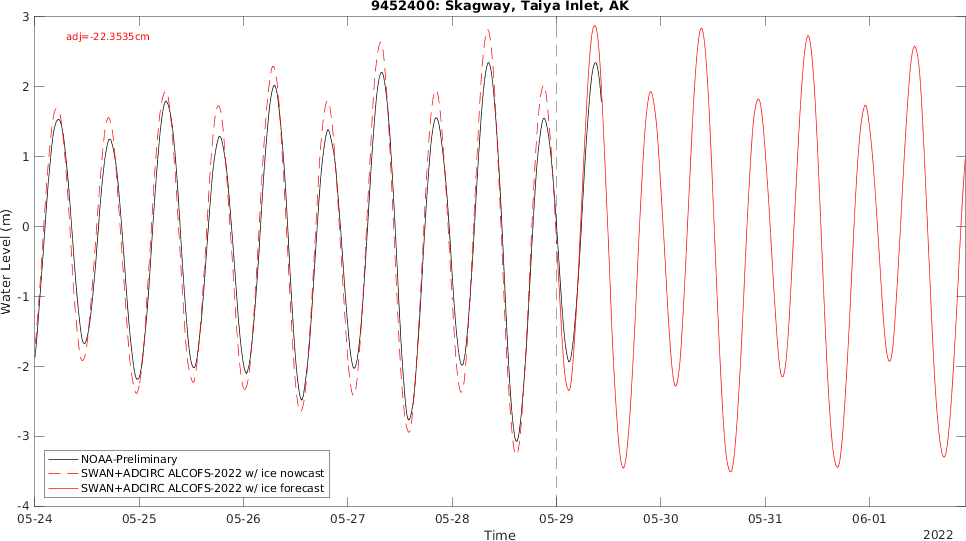 9452400: Skagway, Taiya Inlet, AK
adj=-22.3535cm
3
2
1
0
-1
-2
-3
-4
Water Level (m)
NOAA-Preliminary
SWAN+ADCIRC ALCOFS-2022 w/ ice nowcast
SWAN+ADCIRC ALCOFS-2022 w/ ice forecast
05-24 05-25 05-26 05-27 05-28 05-29 05-30 05-31 06-01
Time
2022